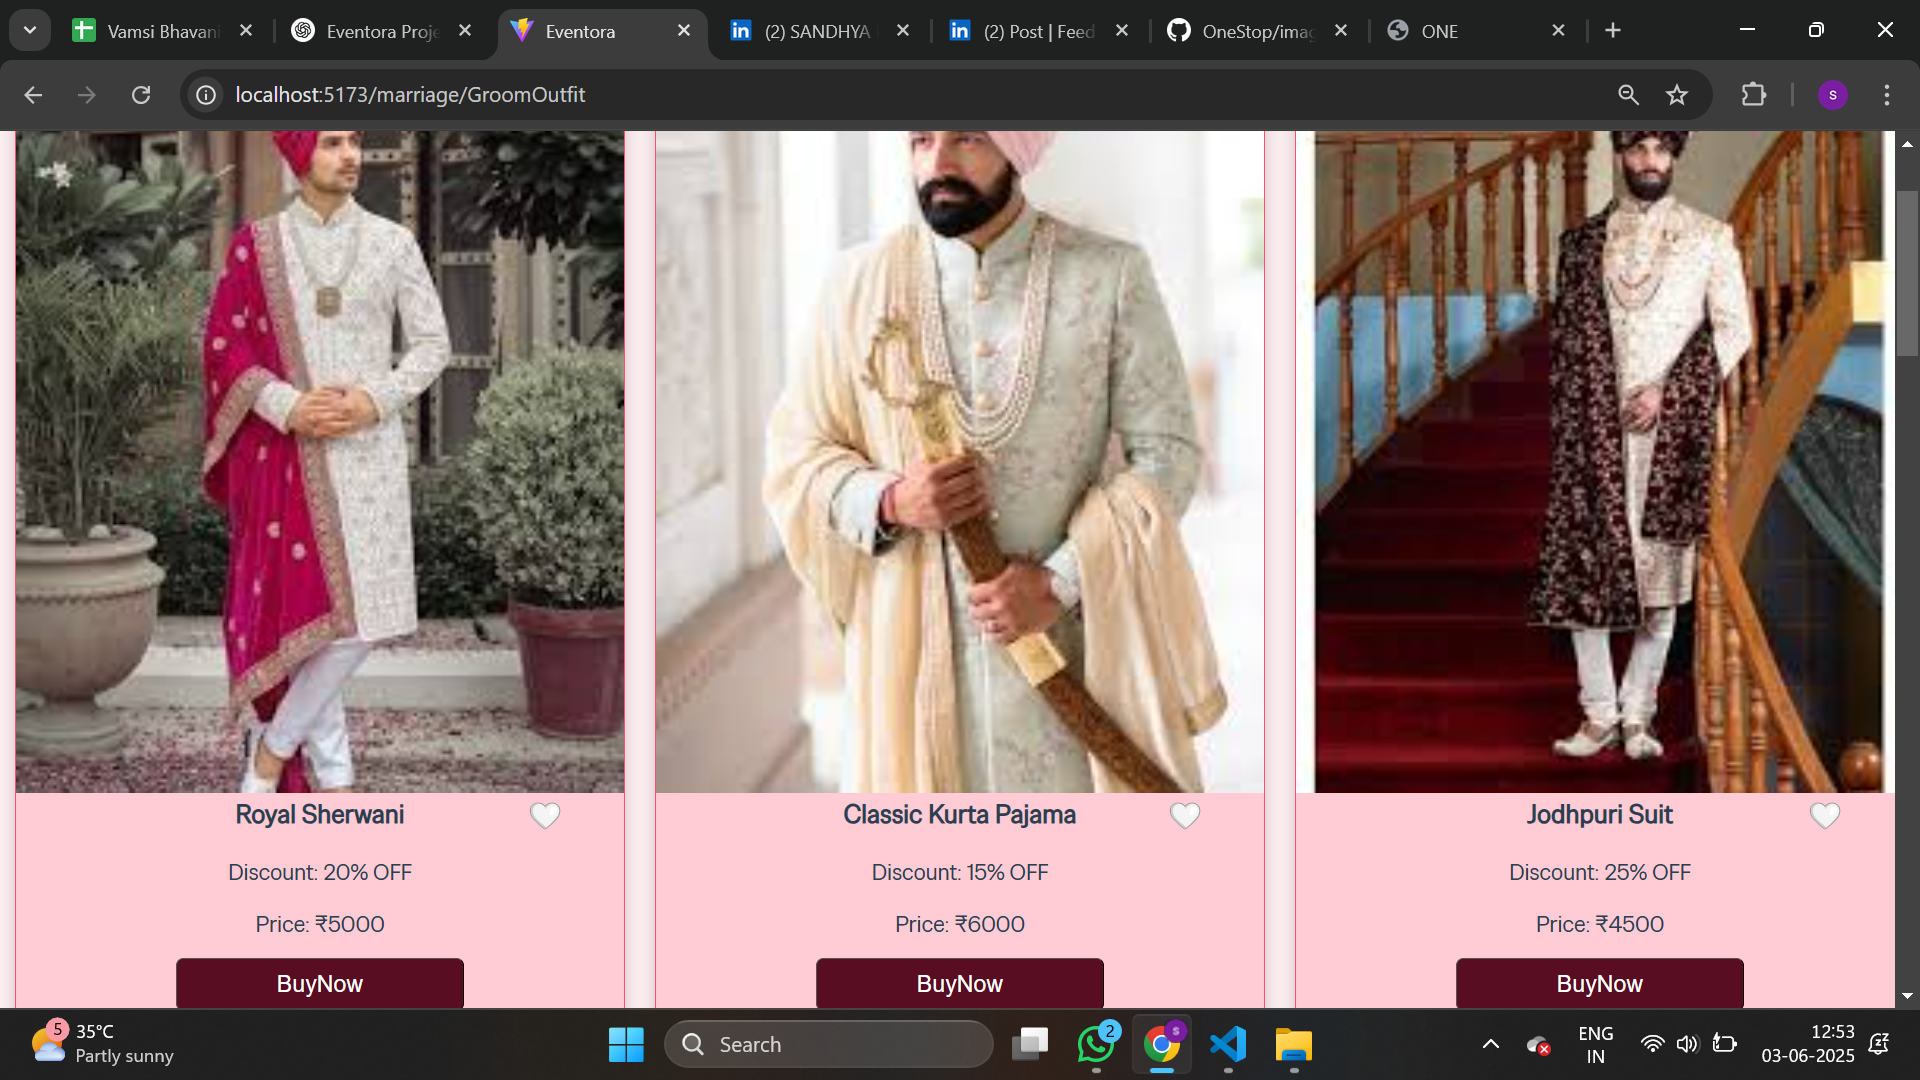 Vamsi Bhavani
Eventora Proje
Eventora
(2) SANDHYA
(2) Post | Feed
OneStop/imag
ONE
localhost:5173/marriage/GroomOutfit
s
Royal Sherwani
Discount: 20% OFF
Price: ₹5000
BuyNow
Classic Kurta Pajama
Discount: 15% OFF
Price: ₹6000
BuyNow
Jodhpuri Suit
Discount: 25% OFF
Price: ₹4500
BuyNow
5
35°C
Partly sunny
Search
2
s
ENG
IN
12:53
03-06-2025